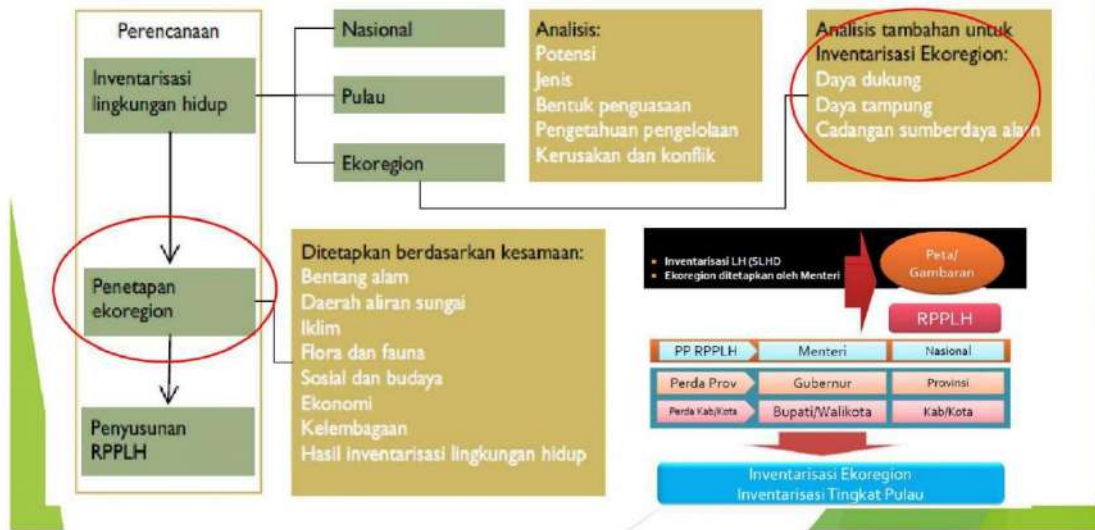 Perencanaan
Inventarisasi
lingkungan hidup
Penetapan
ekoregion
Penyusunan
RPPLH
Nasional
Pulau
Ekoregion
Analisis:
Potensi
Jenis
Bentuk penguasaan
Pengetahuan pengelolaan
Kerusakan dan konflik
Analisis tambahan untuk
Inventarisasi Ekoregion:
Daya dukung
Daya tampung
Cadangan sumberdaya alam
Ditetapkan berdasarkan kesamaan:
Bentang alam
Daerah aliran sungai
Iklim
Flora dan fauna
Sosial dan budaya
Ekonomi
Kelembagaan
Hasil inventarisasi lingkungan hidup
Inventarisasi LH (SLHD
Ekoregion ditetapkan oleh Menteri
Peta/
Gambaran
RPPLH
PP RPPLH Menteri Nasional
Perda Prov Gubernur Provinsi
Perda Kab/Kota Bupati/Walikota Kab/Kota
Inventarisasi Ekoregion
Inventarisasi Tingkat Pulau